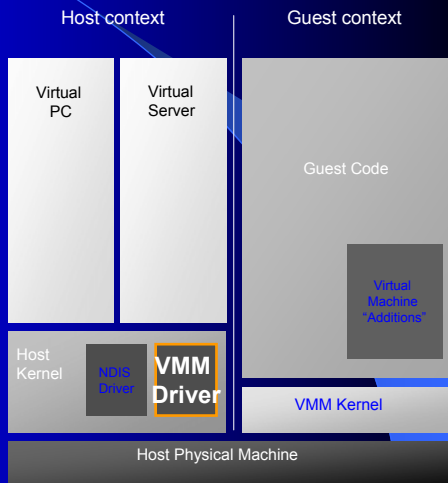 Host context
Guest context
Virtual
PC
Virtual
Server
Guest Code
Virtual
Machine
“Additions”
Host
Kernel
NDIS
Driver
VMM
Driver
VMM Kernel
Host Physical Machine